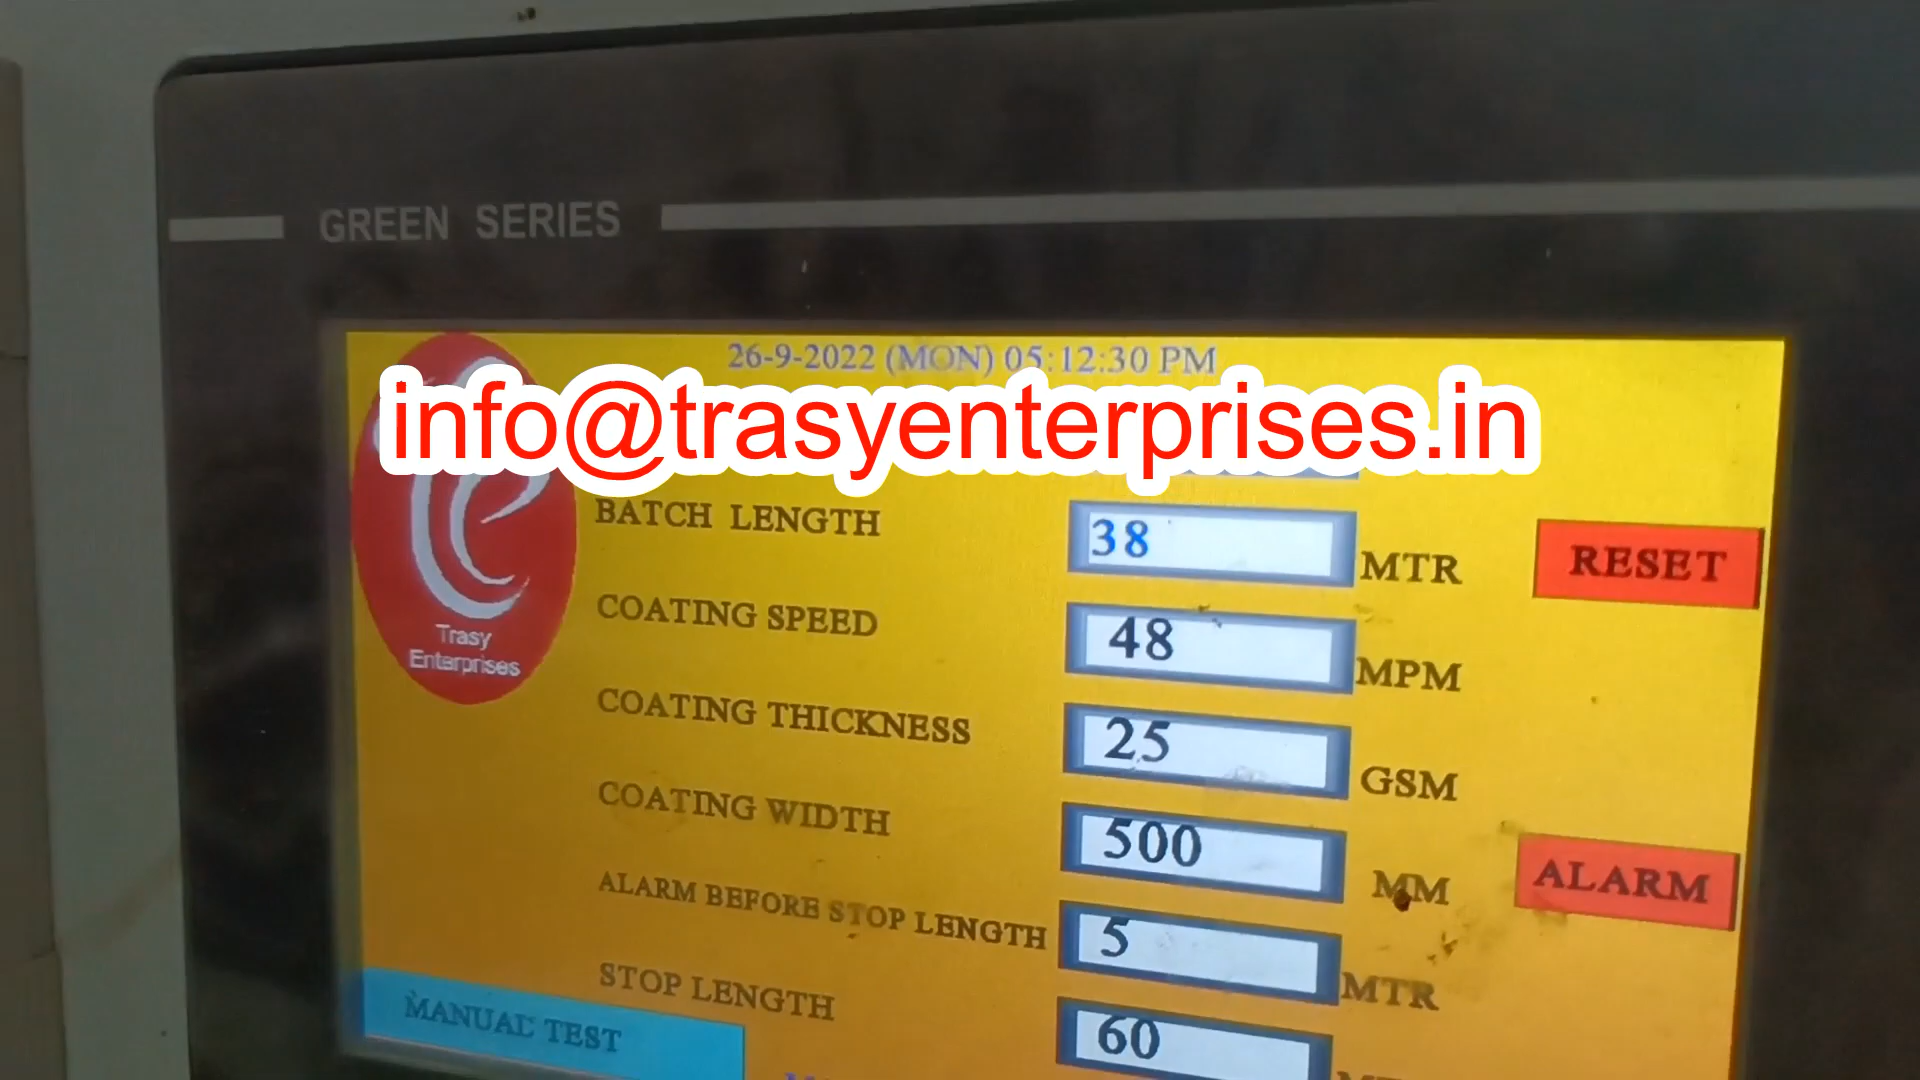 GREEN SERIES
26-9-2022 (MON) 05:12:30 PM
info@trasyenterprises.in
Trasy
Enterprises
BATCH LENGTH 38 MTR RESET
COATING SPEED 48 MPM
COATING THICKNESS 25 GSM
COATING WIDTH 500 MM ALARM
ALARM BEFORE STOP LENGTH 5 MTR
STOP LENGTH 60
MANUAL TEST